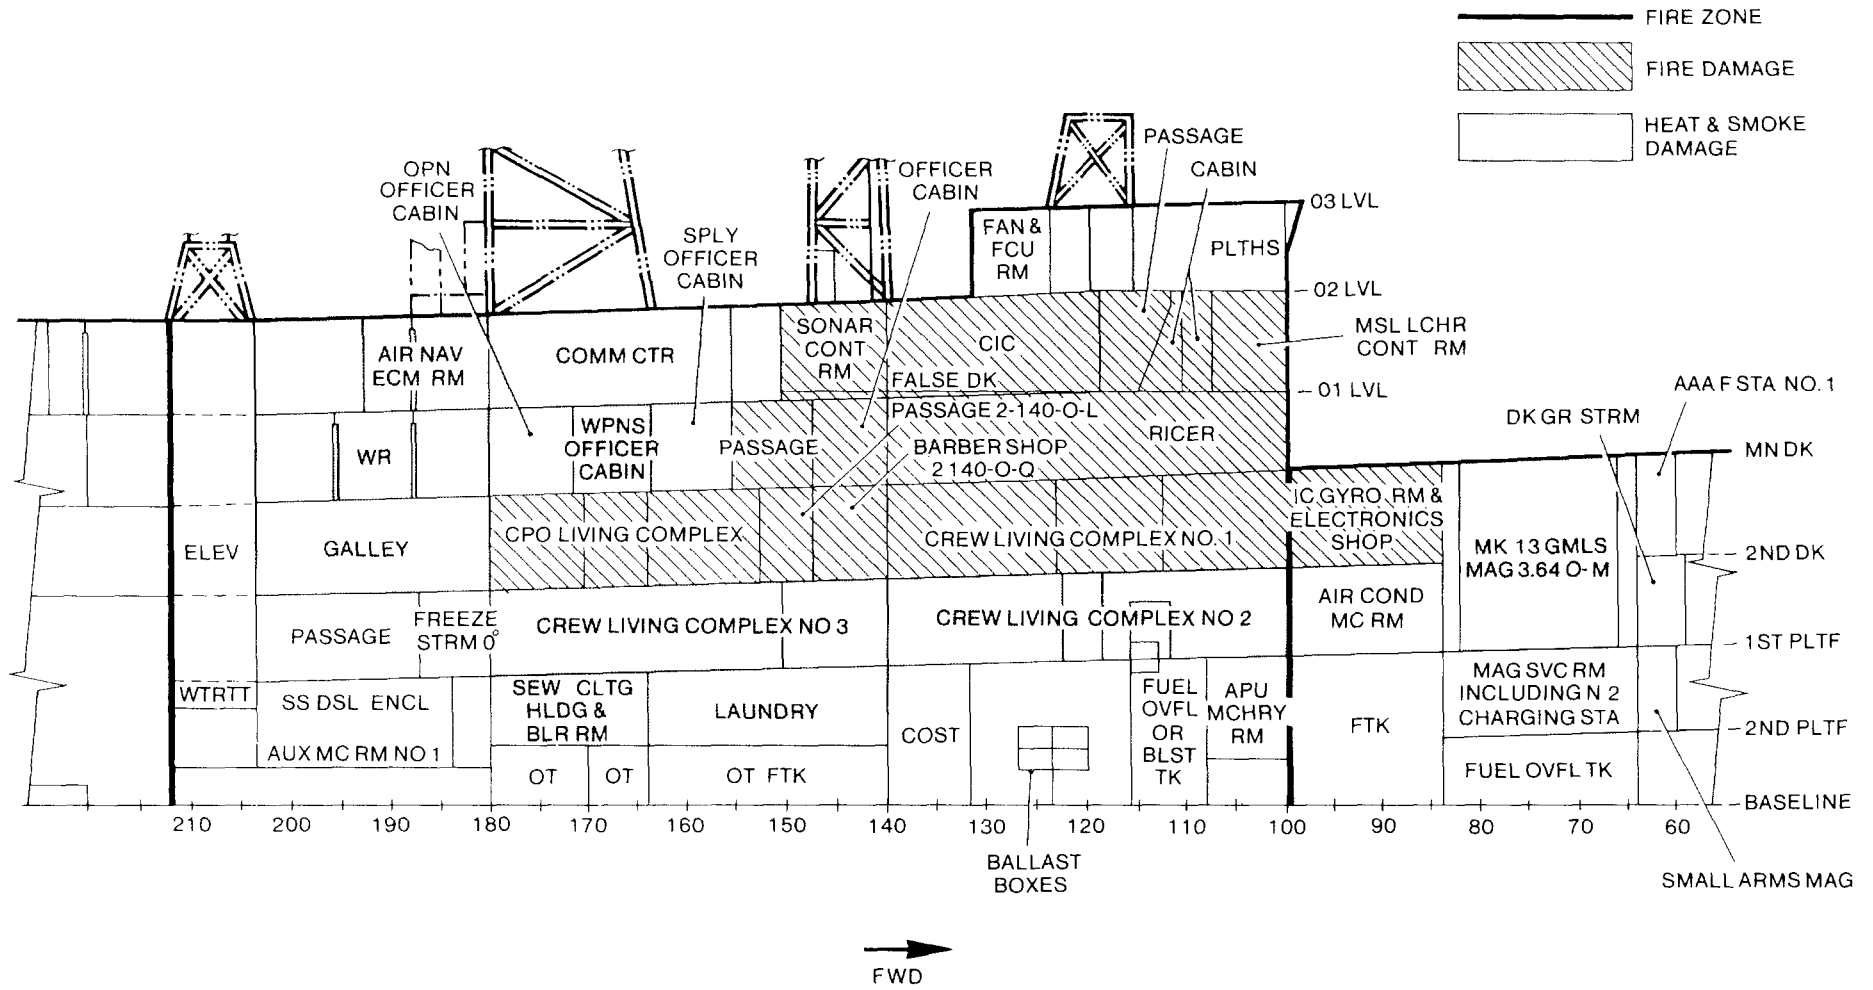 FIRE ZONE
FIRE DAMAGE
HEAT & SMOKE
DAMAGE
PASSAGE
CABIN
OPN
OFFICER
CABIN
OFFICER
CABIN
SPLY
OFFICER
CABIN
03 LVL
FAN &
FCU
RM
PLTHS
02 LVL
AIR NAV
ECM RM
COMM CTR
SONAR
CONT
RM
CIC
MSL LCHR
CONT RM
FALSE DK
01 LVL
AAA F STA NO. 1
DK GR STRM
WR
WPNS
OFFICER
CABIN
PASSAGE
PASSAGE 2-140-O-L
BARBER SHOP
2 140-O-Q
RICER
MN DK
ELEV
GALLEY
CPO LIVING COMPLEX
CREW LIVING COMPLEX NO. 1
IC GYRO RM &
ELECTRONICS
SHOP
MK 13 GMLS
MAG 3.64 O-M
2ND DK
PASSAGE
FREEZE
STRM 0°
CREW LIVING COMPLEX NO 3
CREW LIVING COMPLEX NO 2
AIR COND
MC RM
1ST PLTF
WTRTT
SS DSL ENCL
AUX MC RM NO 1
SEW CLTG
HLDG &
BLR RM
LAUNDRY
COST
FUEL
OVFL
OR
BLST
TK
APU
MCHRY
RM
FTK
MAG SVC RM
INCLUDING N 2
CHARGING STA
2ND PLTF
OT
OT
OT FTK
FUEL OVFL TK
BASELINE
210 200 190 180 170 160 150 140 130 120 110 100 90 80 70 60
BALLAST
BOXES
SMALL ARMS MAG
FWD